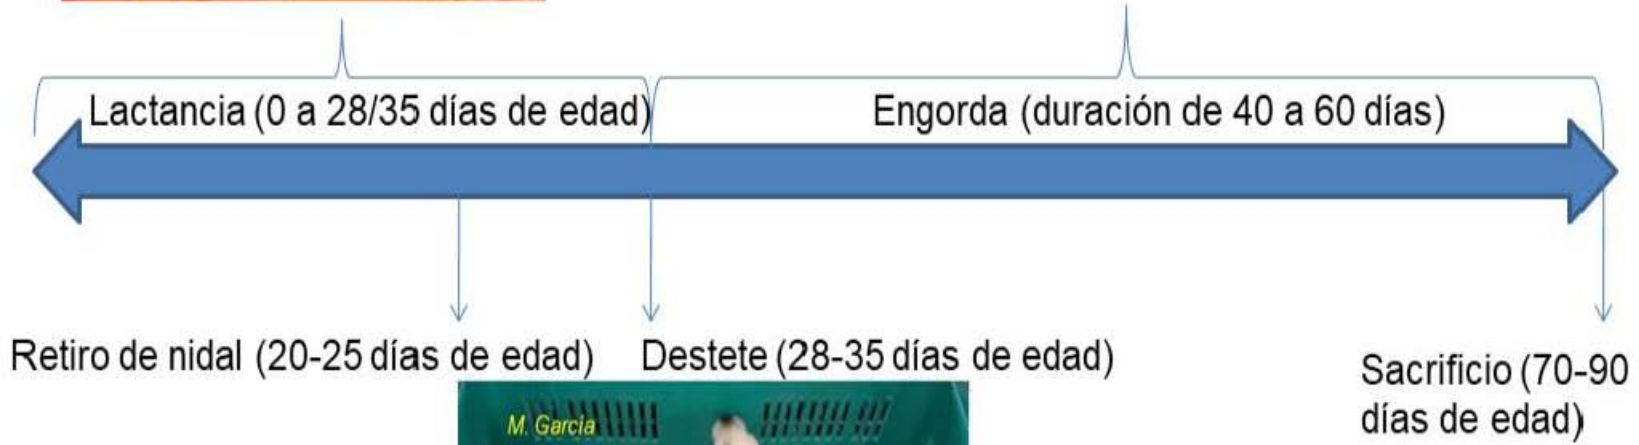 Lactancia (0 a 28/35 días de edad)
Engorda (duración de 40 a 60 días)
Retiro de nidal (20-25 días de edad)
Destete (28-35 días de edad)
Sacrificio (70-90
días de edad)
M. García